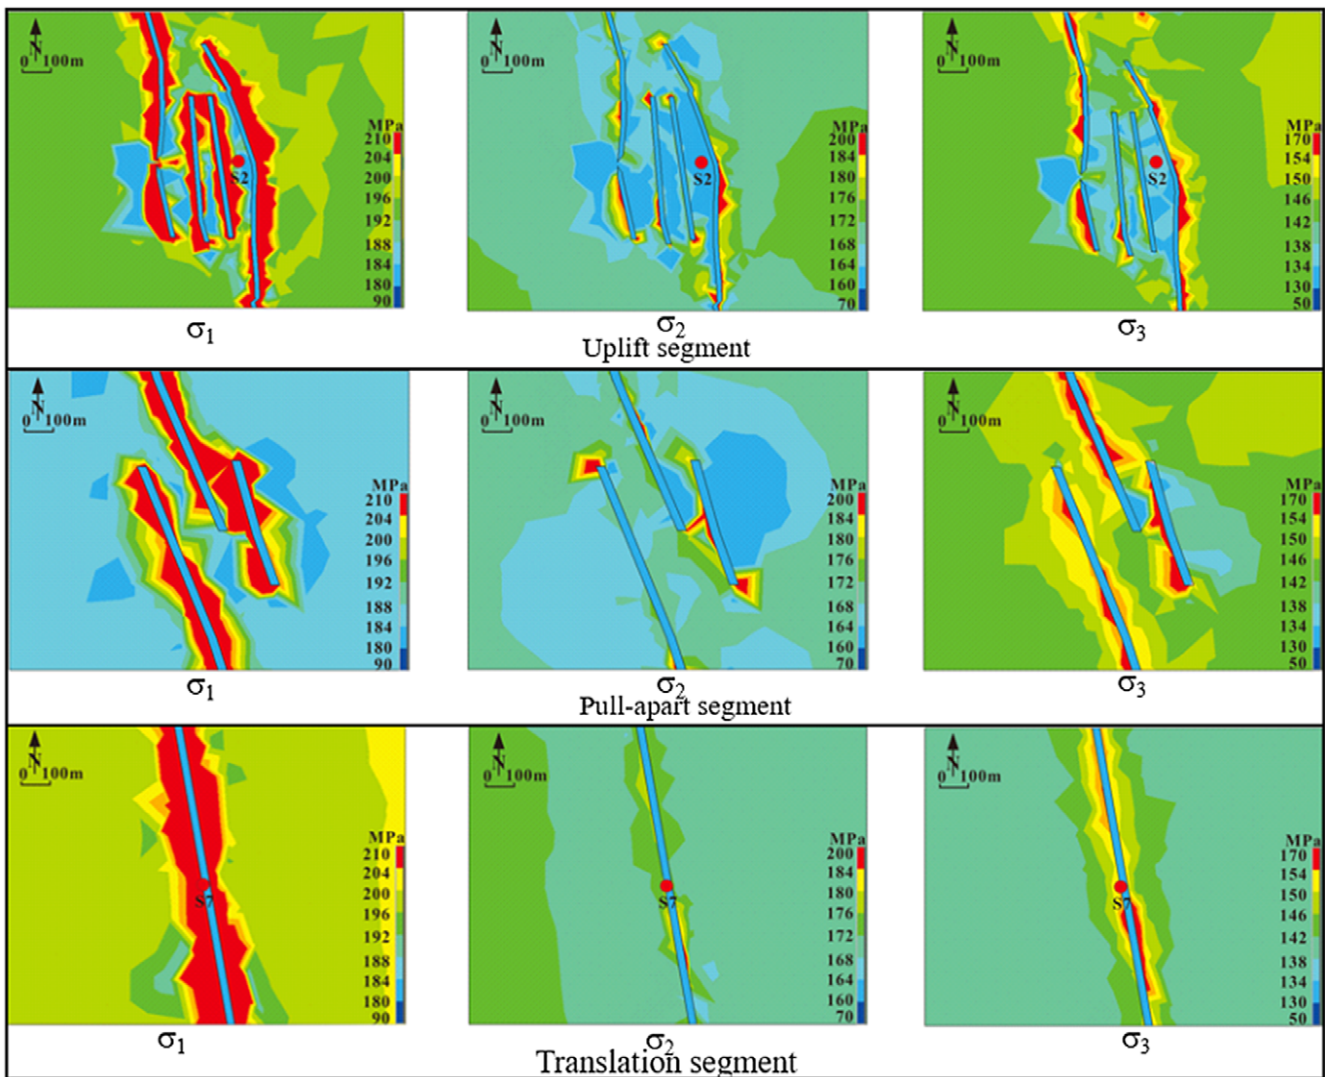 N
0 100m
MPa
210
204
200
196
192
188
184
180
90
S2
σ1
N
0 100m
MPa
200
184
180
176
172
168
164
160
70
S2
σ2
N
0 100m
MPa
170
154
150
146
142
138
134
130
50
S2
σ3
Uplift segment
N
0 100m
MPa
210
204
200
196
192
188
184
180
90
σ1
N
0 100m
MPa
200
184
180
176
172
168
164
160
70
σ2
N
0 100m
MPa
170
154
150
146
142
138
134
130
50
σ3
Pull-apart segment
N
0 100m
MPa
210
204
200
196
192
188
184
180
90
S7
σ1
N
0 100m
MPa
200
184
180
176
172
168
164
160
70
S7
σ2
N
0 100m
MPa
170
154
150
146
142
138
134
130
50
S7
σ3
Translation segment